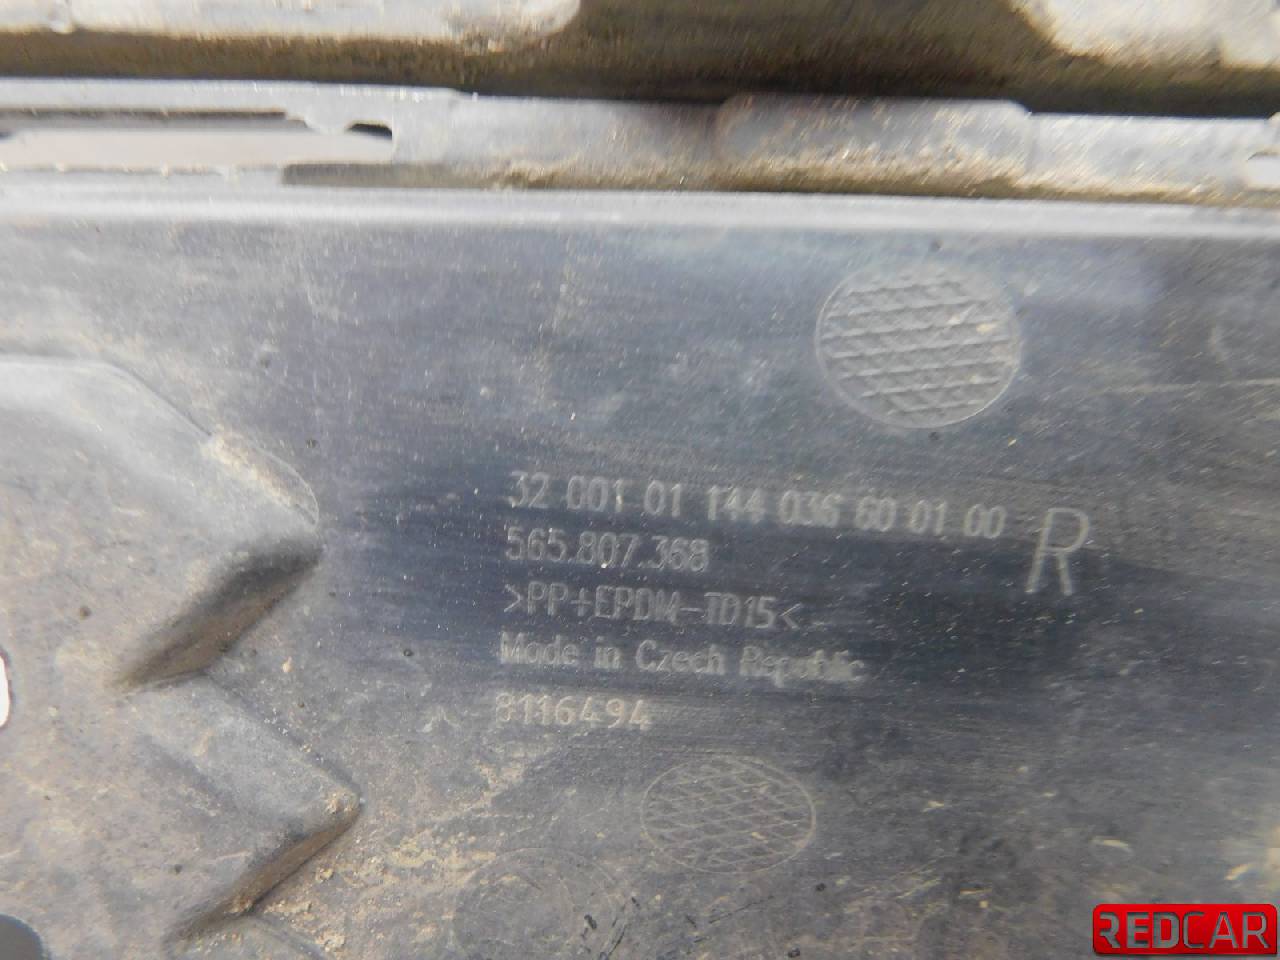 32 001 01 144 036 60 01 00
R
565.807.368
>PP+EPDM-TD15<
Made in Czech Republic
8116494
REDCAR